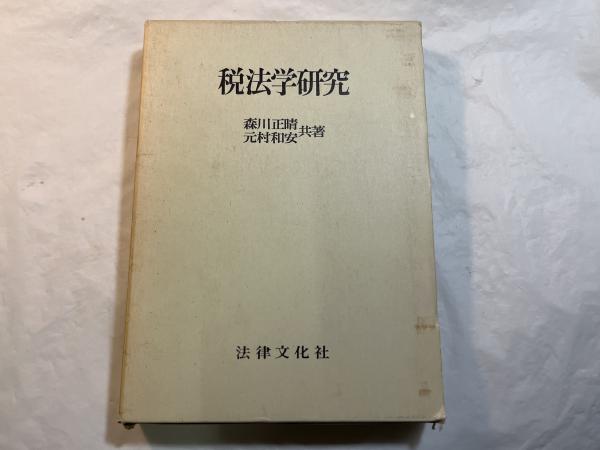 税法学研究
森川正晴
元村和安共著
法律文化社